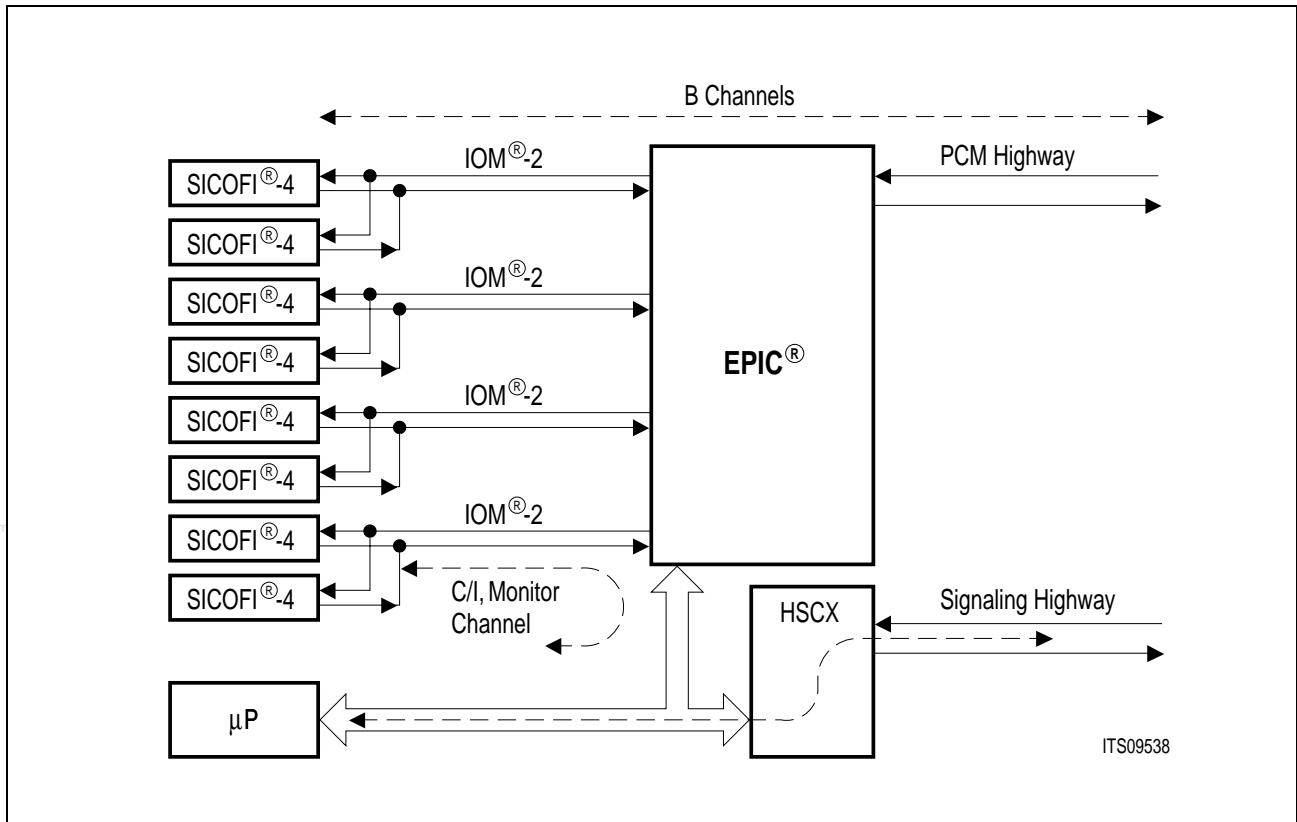 B Channels
IOM®-2
PCM Highway
SICOFI®-4
SICOFI®-4
IOM®-2
SICOFI®-4
SICOFI®-4
EPIC®
IOM®-2
SICOFI®-4
SICOFI®-4
IOM®-2
SICOFI®-4
SICOFI®-4
C/I, Monitor
Channel
HSCX
Signaling Highway
μP
ITS09538